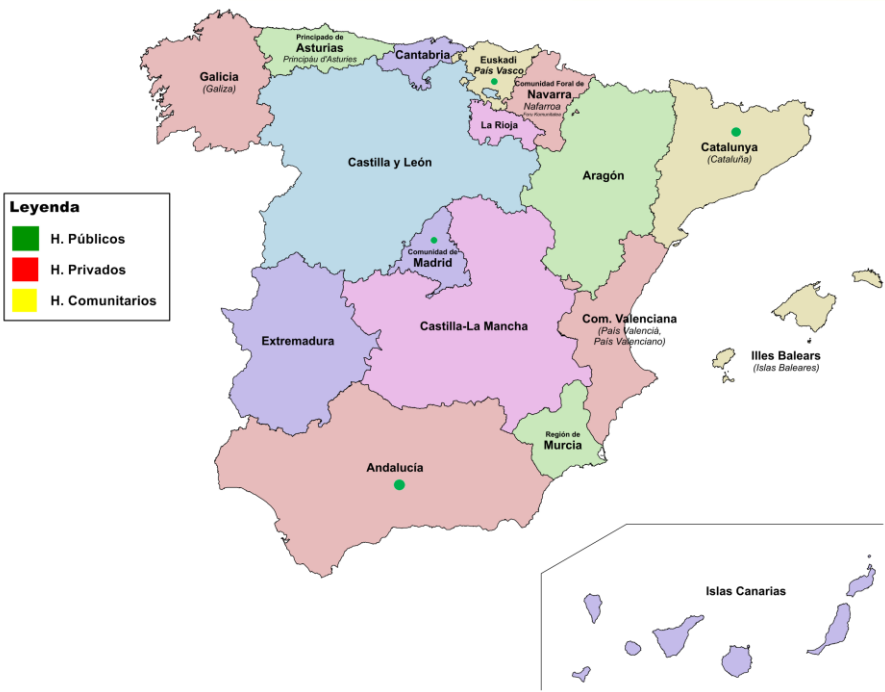 Principado de
Asturias
Principáu d'Asturies
Cantabria
Euskadi
País Vasco
Galicia
(Galiza)
Comunidad Foral de
Navarra
Nafarroa
La Rioja
Catalunya
(Cataluña)
Castilla y León
Aragón
Leyenda
H. Públicos
H. Privados
H. Comunitarios
Comunidad de
Madrid
Com. Valenciana
(País Valencià,
País Valenciano)
Castilla-La Mancha
Extremadura
Illes Balears
(Islas Baleares)
Región de
Murcia
Andalucía
Islas Canarias